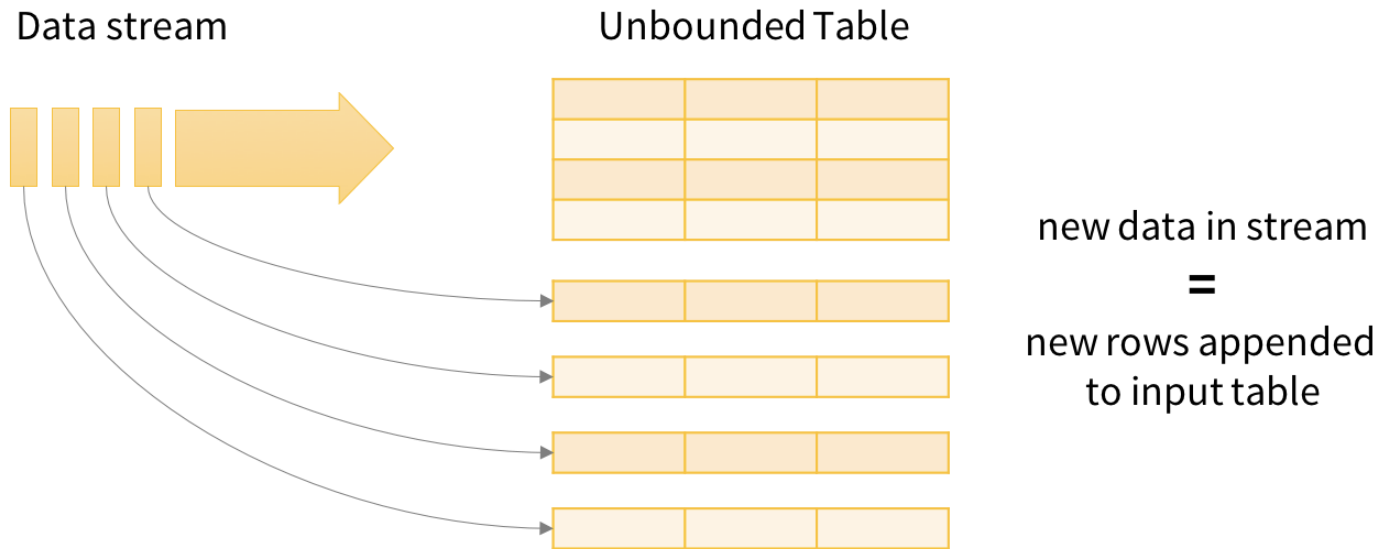 Data stream
Unbounded Table
new data in stream
=
new rows appended
to input table